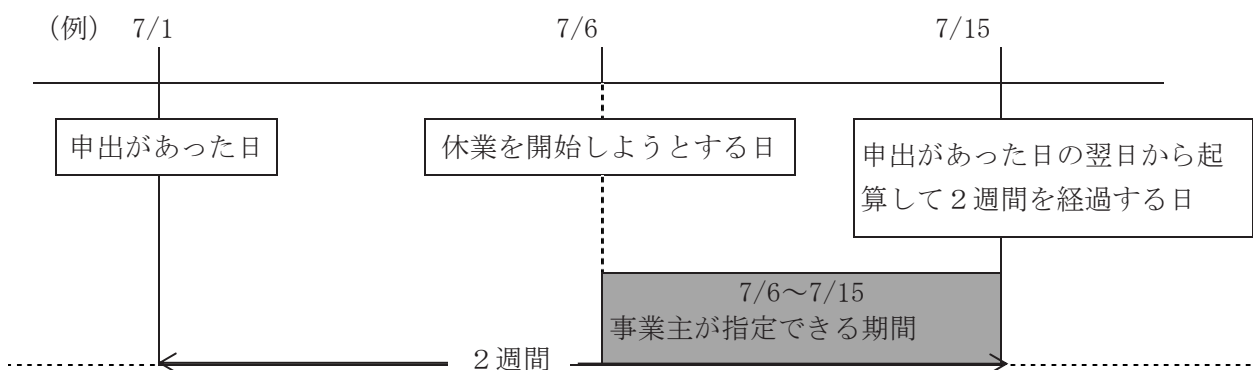 (例) 7/1 7/6 7/15
申出があった日
休業を開始しようとする日
申出があった日の翌日から起
算して２週間を経過する日
7/6~7/15
事業主が指定できる期間
２週間